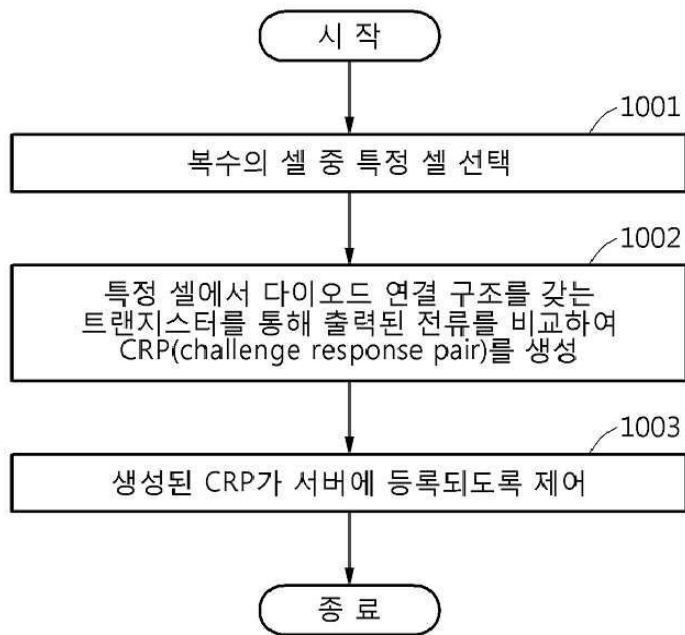 시 작
1001
복수의 셀 중 특정 셀 선택
1002
특정 셀에서 다이오드 연결 구조를 갖는
트랜지스터를 통해 출력된 전류를 비교하여
CRP(challenge response pair)를 생성
1003
생성된 CRP가 서버에 등록되도록 제어
종 료